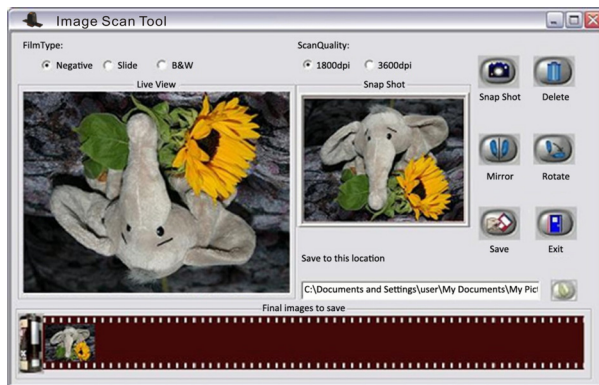 Image Scan Tool
FilmType:
Negative Slide B&W
ScanQuality:
1800dpi 3600dpi
Live View
Snap Shot
Snap Shot Delete
Mirror Rotate
Save Exit
Save to this location
C:\Documents and Settings\user\My Documents\My Pict
Final images to save